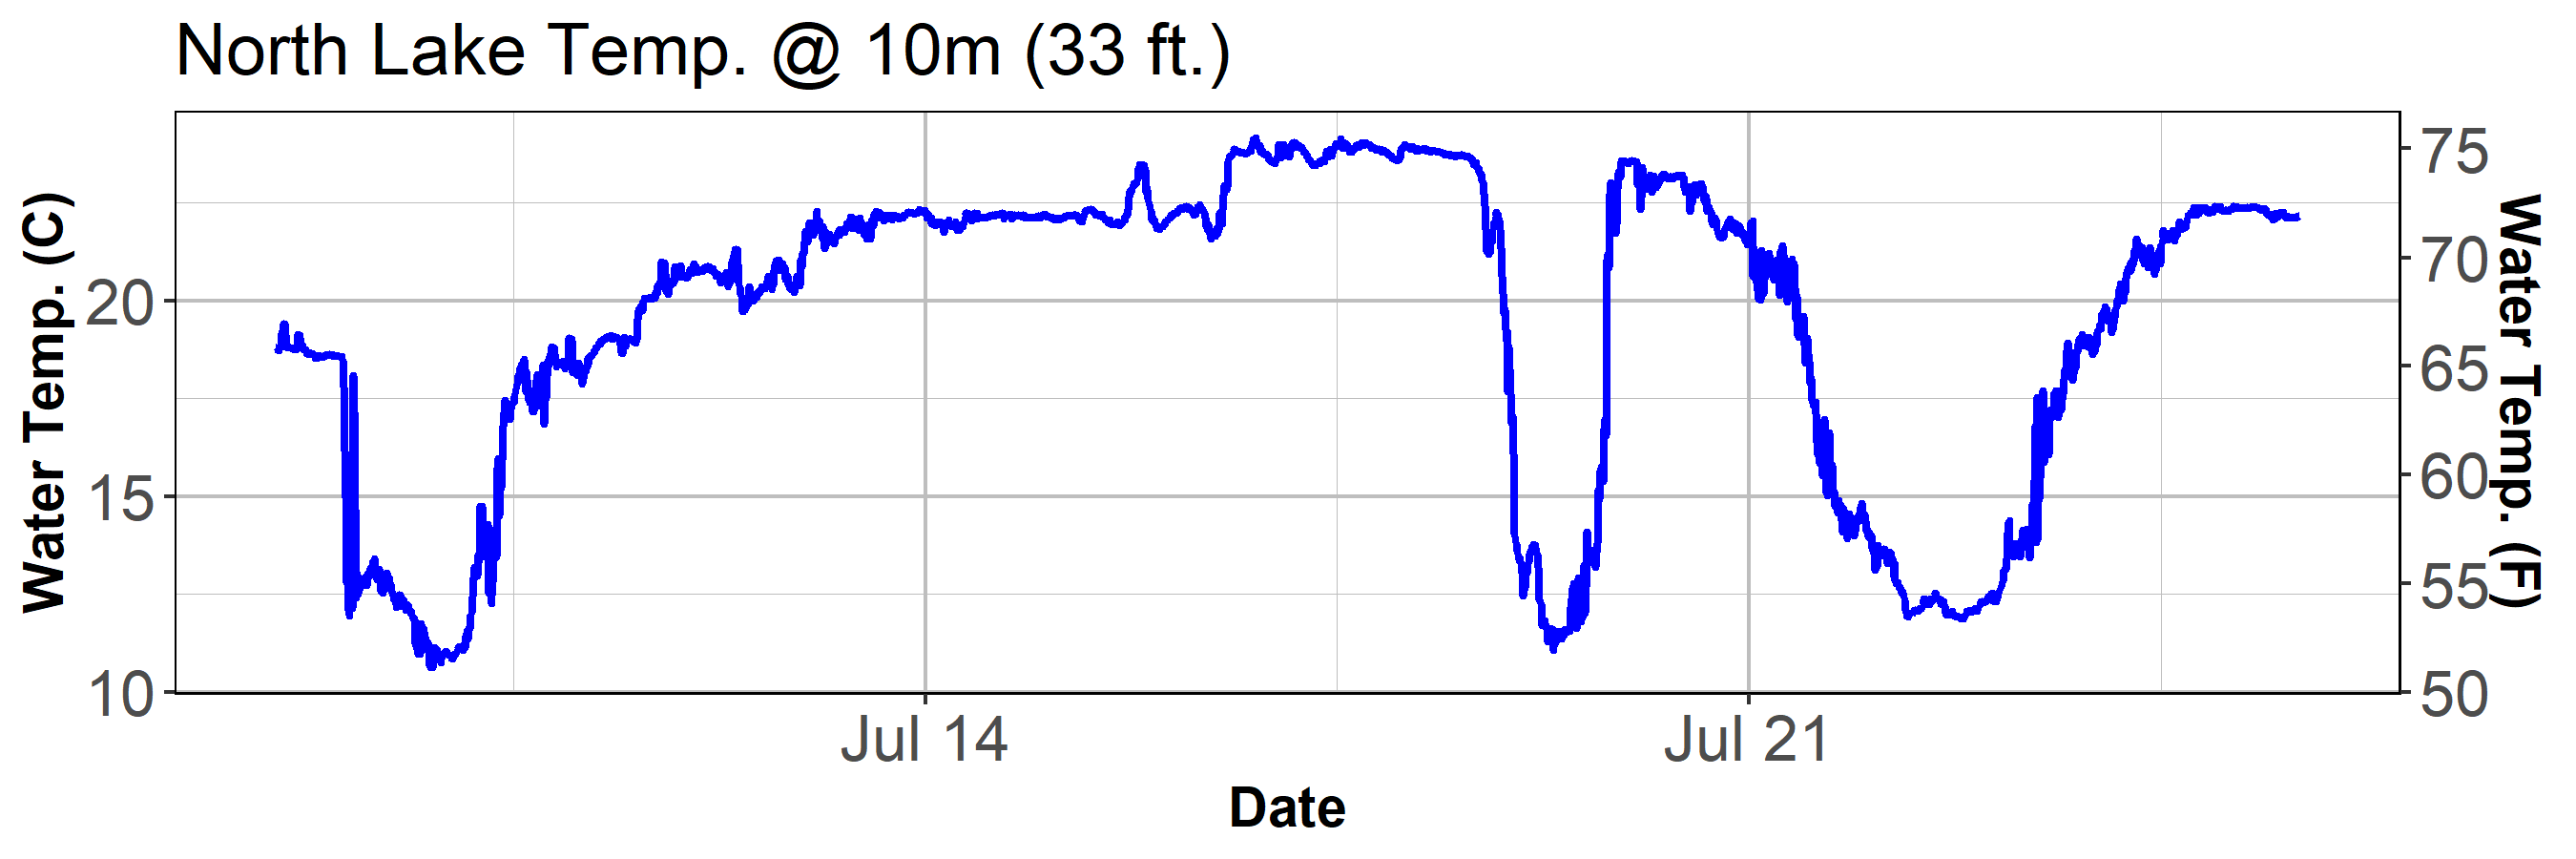 North Lake Temp. @ 10m (33 ft.)
Water Temp. (C)
20
15
10
75
70
65
60
55
50
Water Temp. (F)
Jul 14
Jul 21
Date